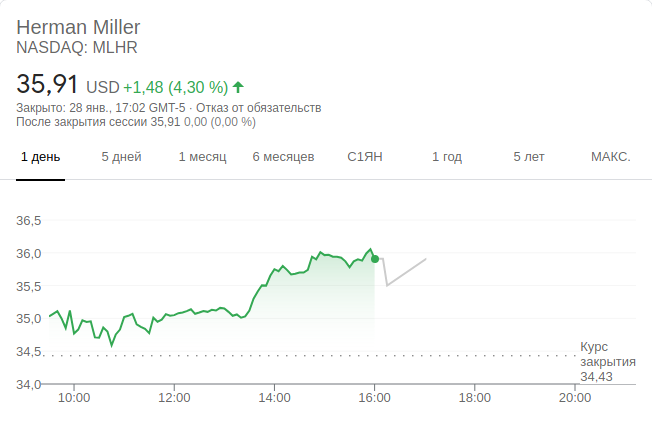 Herman Miller
NASDAQ: MLHR
35,91 USD +1,48 (4,30 %)
Закрыто: 28 янв., 17:02 GMT-5 · Отказ от обязательств
После закрытия сессии 35,91 0,00 (0,00 %)
1 день 5 дней 1 месяц 6 месяцев С1ЯН 1 год 5 лет МАКС.
36,5
36,0
35,5
35,0
34,5
34,0
Курс
закрытия
34,43
10:00 12:00 14:00 16:00 18:00 20:00